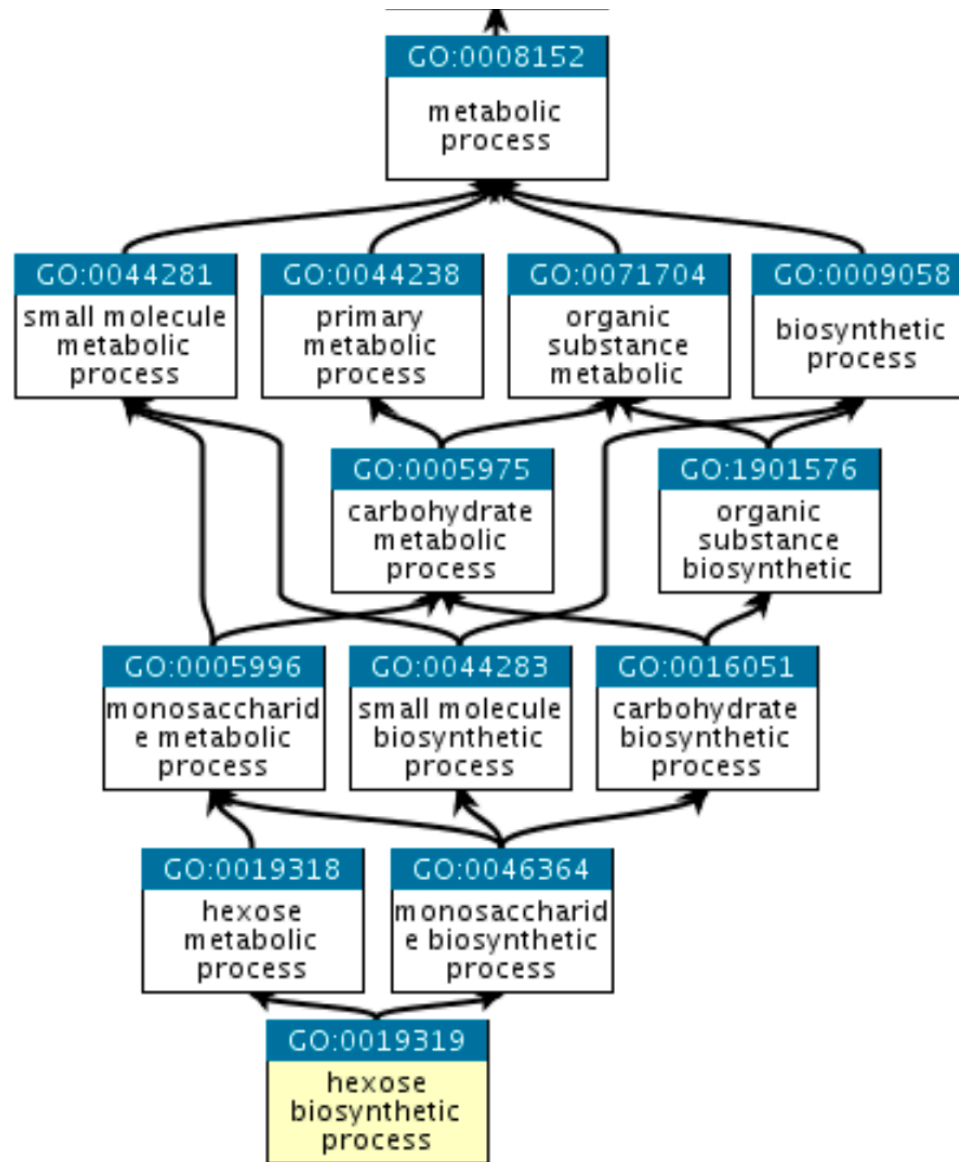 GO:0008152
metabolic
process
GO:0044281
small molecule
metabolic
process
GO:0044238
primary
metabolic
process
GO:0071704
organic
substance
metabolic
GO:0009058
biosynthetic
process
GO:0005975
carbohydrate
metabolic
process
GO:1901576
organic
substance
biosynthetic
GO:0005996
monosaccharid
e metabolic
process
GO:0044283
small molecule
biosynthetic
process
GO:0016051
carbohydrate
biosynthetic
process
GO:0019318
hexose
metabolic
process
GO:0046364
monosaccharid
e biosynthetic
process
GO:0019319
hexose
biosynthetic
process